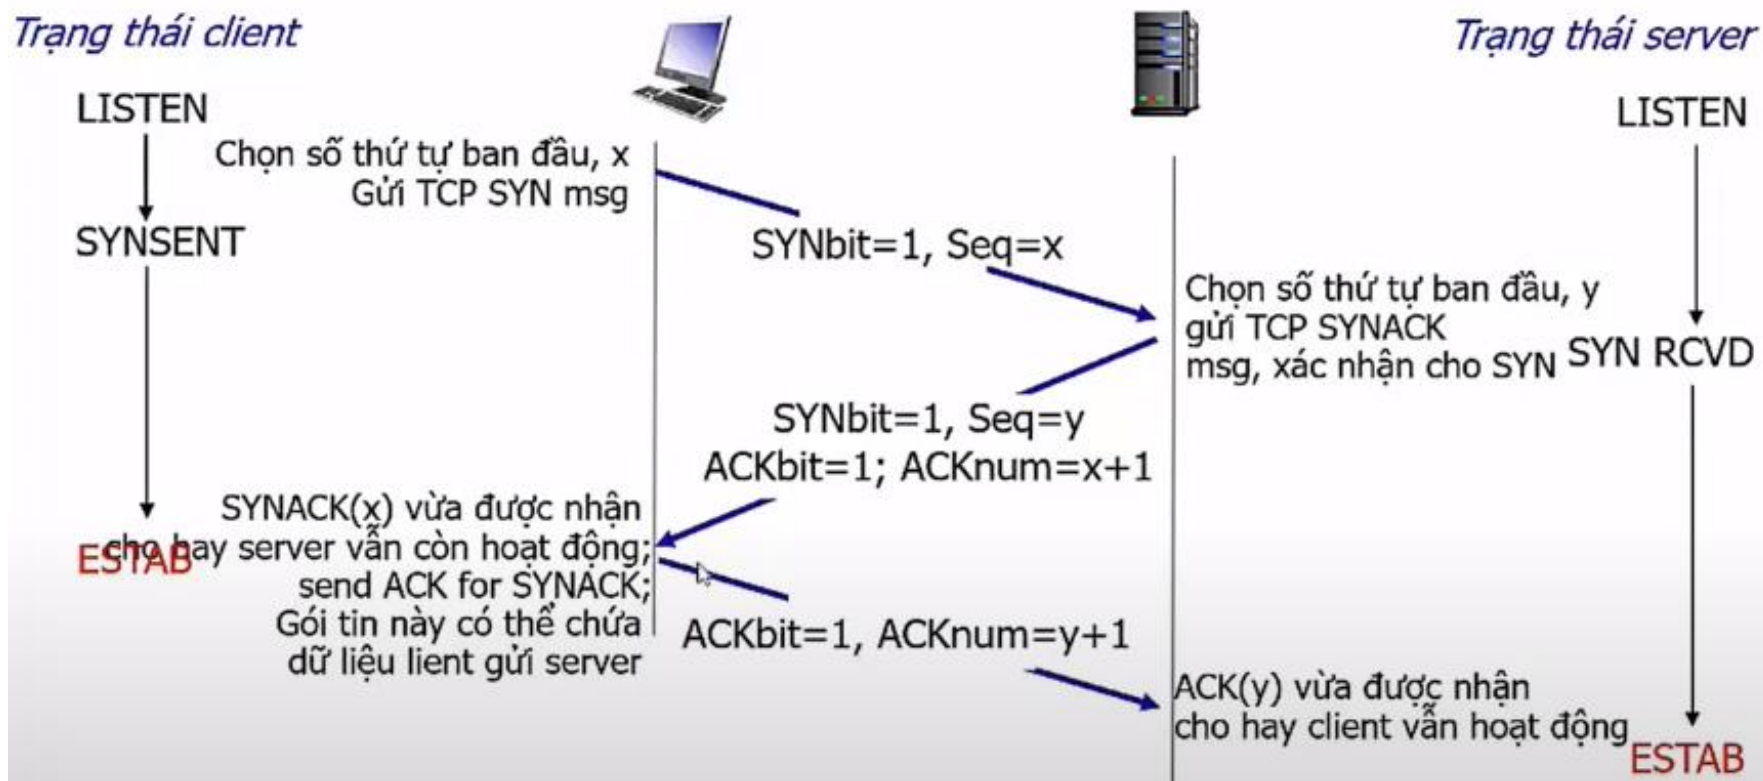 Trạng thái client
Trạng thái server
LISTEN
LISTEN
Chọn số thứ tự ban đầu, x
Gửi TCP SYN msg
SYNSENT
SYNbit=1, Seq=x
Chọn số thứ tự ban đầu, y
gửi TCP SYNACK
msg, xác nhận cho SYN
SYN RCVD
SYNbit=1, Seq=y
ACKbit=1; ACKnum=x+1
SYNACK(x) vừa được nhận
cho hay server vẫn còn hoạt động;
send ACK for SYNACK;
Gói tin này có thể chứa
dữ liệu lient gửi server
ESTAB
ACKbit=1, ACKnum=y+1
ACK(y) vừa được nhận
cho hay client vẫn hoạt động
ESTAB